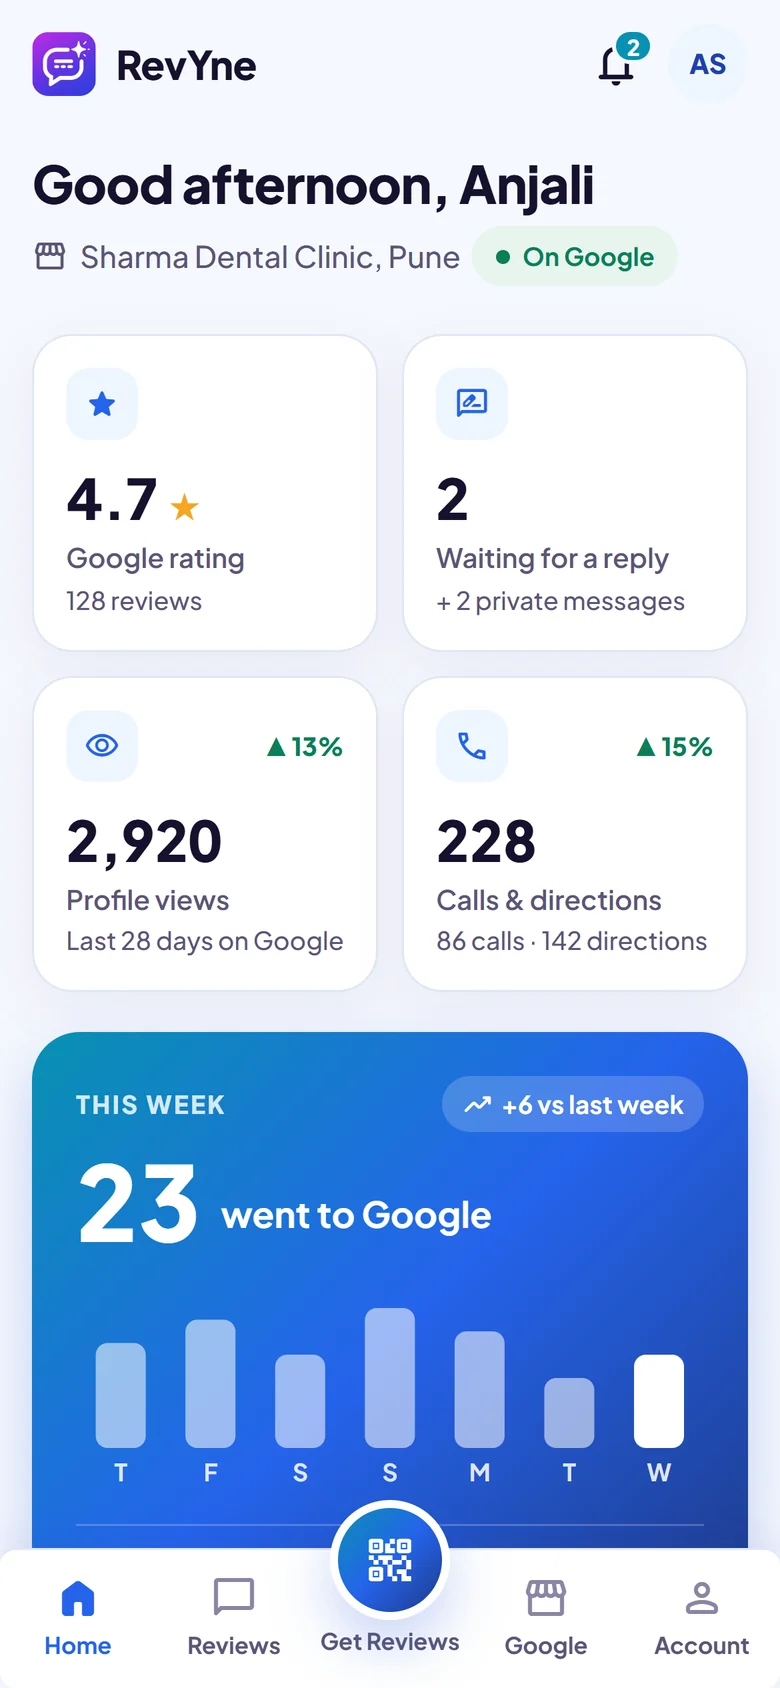 RevYne
2
AS
Good afternoon, Anjali
Sharma Dental Clinic, Pune
On Google
4.7 ★
Google rating
128 reviews
2
Waiting for a reply
+ 2 private messages
▲ 13%
2,920
Profile views
Last 28 days on Google
▲ 15%
228
Calls & directions
86 calls · 142 directions
THIS WEEK
+6 vs last week
23 went to Google
T F S S M T W
Home
Reviews
Get Reviews
Google
Account